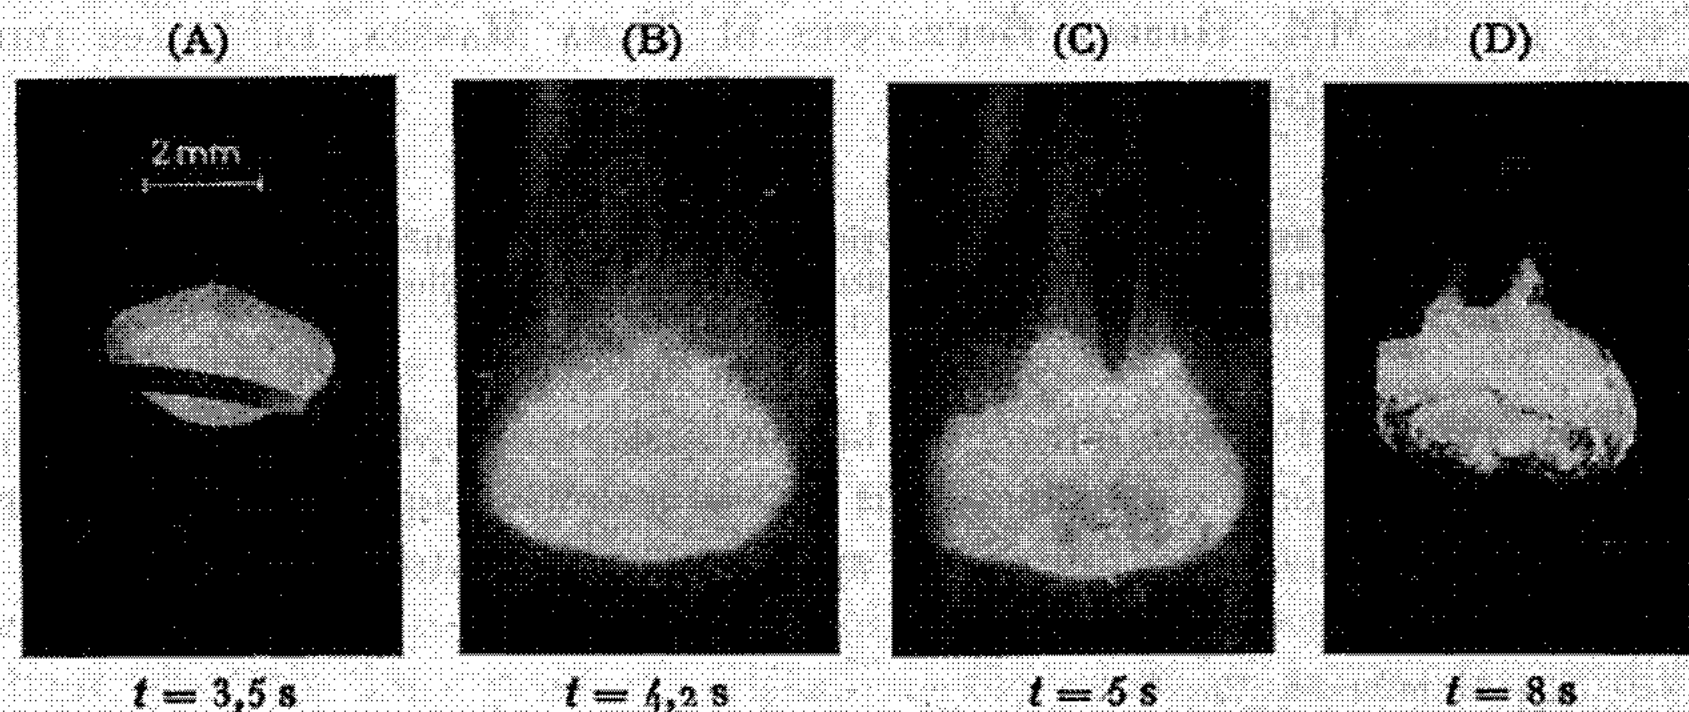 (A) (B) (C) (D)
2 mm
t = 3,5 s t = 4,2 s t = 5 s t = 8 s